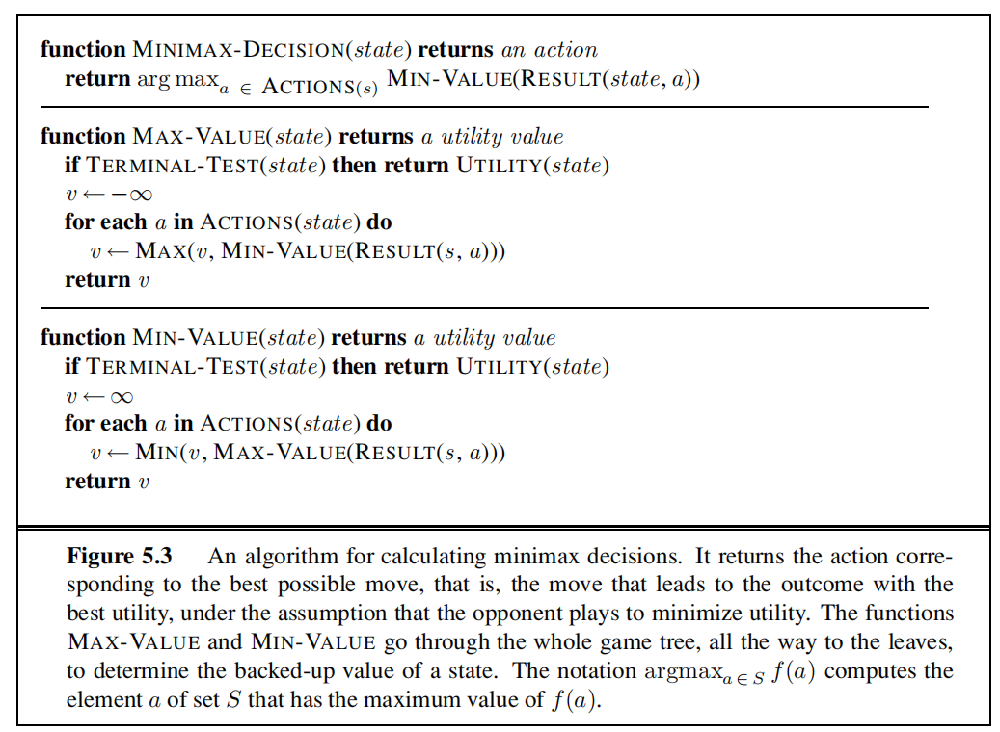 function MINIMAX-DECISION(state) returns an action
return arg max a ∈ ACTIONS(s) MIN-VALUE(RESULT(state, a))
function MAX-VALUE(state) returns a utility value
if TERMINAL-TEST(state) then return UTILITY(state)
v ← −∞
for each a in ACTIONS(state) do
v ← MAX(v, MIN-VALUE(RESULT(s, a)))
return v
function MIN-VALUE(state) returns a utility value
if TERMINAL-TEST(state) then return UTILITY(state)
v ← ∞
for each a in ACTIONS(state) do
v ← MIN(v, MAX-VALUE(RESULT(s, a)))
return v
Figure 5.3 An algorithm for calculating minimax decisions. It returns the action corre-
sponding to the best possible move, that is, the move that leads to the outcome with the
best utility, under the assumption that the opponent plays to minimize utility. The functions
MAX-VALUE and MIN-VALUE go through the whole game tree, all the way to the leaves,
to determine the backed-up value of a state. The notation argmax a ∈ S f(a) computes the
element a of set S that has the maximum value of f(a).